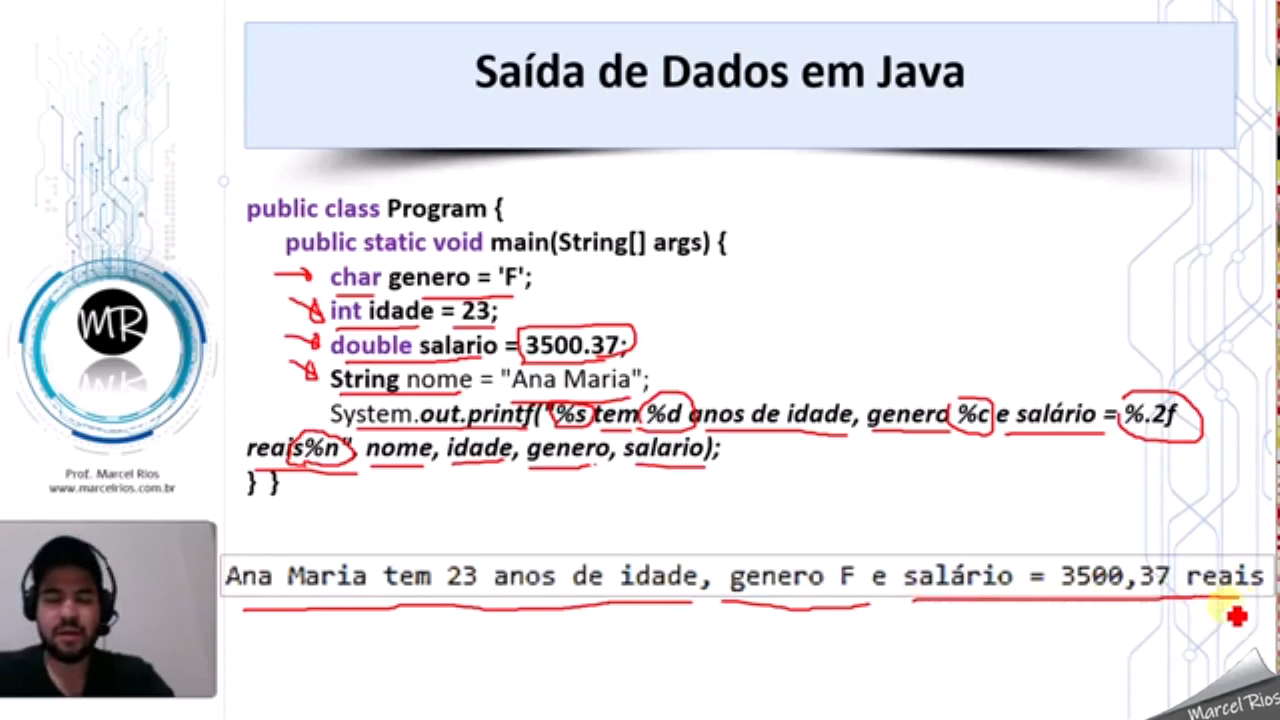 Saída de Dados em Java
public class Program {
public static void main(String[] args) {
char genero = 'F';
int idade = 23;
double salario = 3500.37;
String nome = "Ana Maria";
System.out.printf("%s tem %d anos de idade, genero %c e salário = %.2f
reais%n", nome, idade, genero, salario);
} }
MR
Prof. Marcel Rios
www.marcelrios.com.br
Ana Maria tem 23 anos de idade, genero F e salário = 3500,37 reais
Marcel Rios